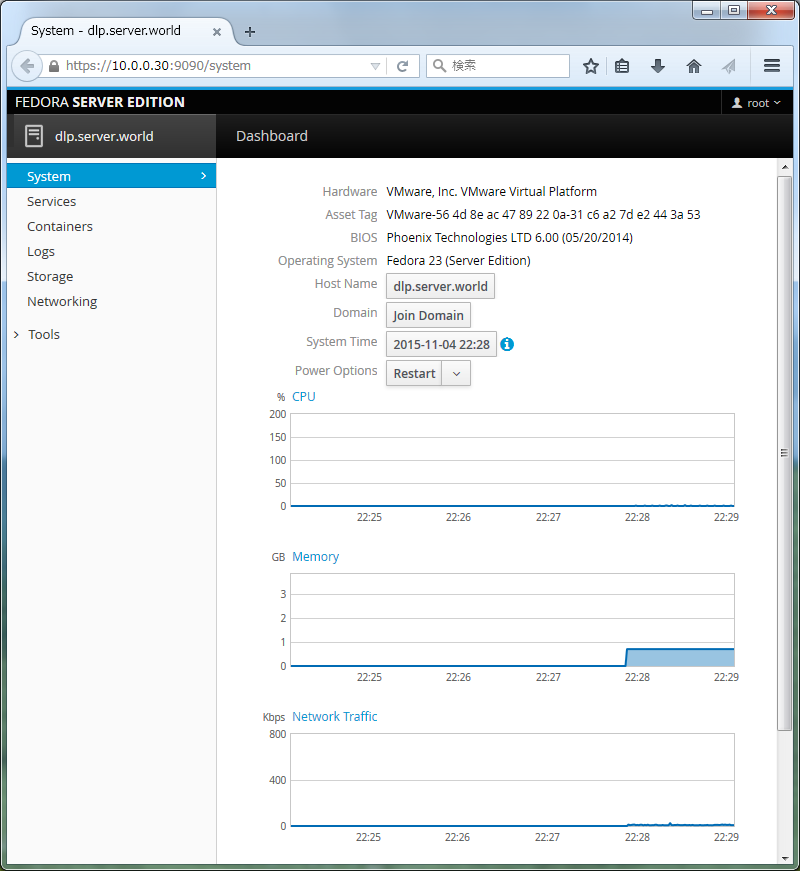 System - dlp.server.world
https://10.0.0.30:9090/system
検索
FEDORA SERVER EDITION
root
dlp.server.world
Dashboard
System
Services
Containers
Logs
Storage
Networking
Tools
Hardware VMware, Inc. VMware Virtual Platform
Asset Tag VMware-56 4d 8e ac 47 89 22 0a-31 c6 a2 7d e2 44 3a 53
BIOS Phoenix Technologies LTD 6.00 (05/20/2014)
Operating System Fedora 23 (Server Edition)
Host Name dlp.server.world
Domain Join Domain
System Time 2015-11-04 22:28
Power Options Restart
% CPU
200
150
100
50
0
22:25 22:26 22:27 22:28 22:29
GB Memory
3
2
1
0
22:25 22:26 22:27 22:28 22:29
Kbps Network Traffic
800
400
0
22:25 22:26 22:27 22:28 22:29